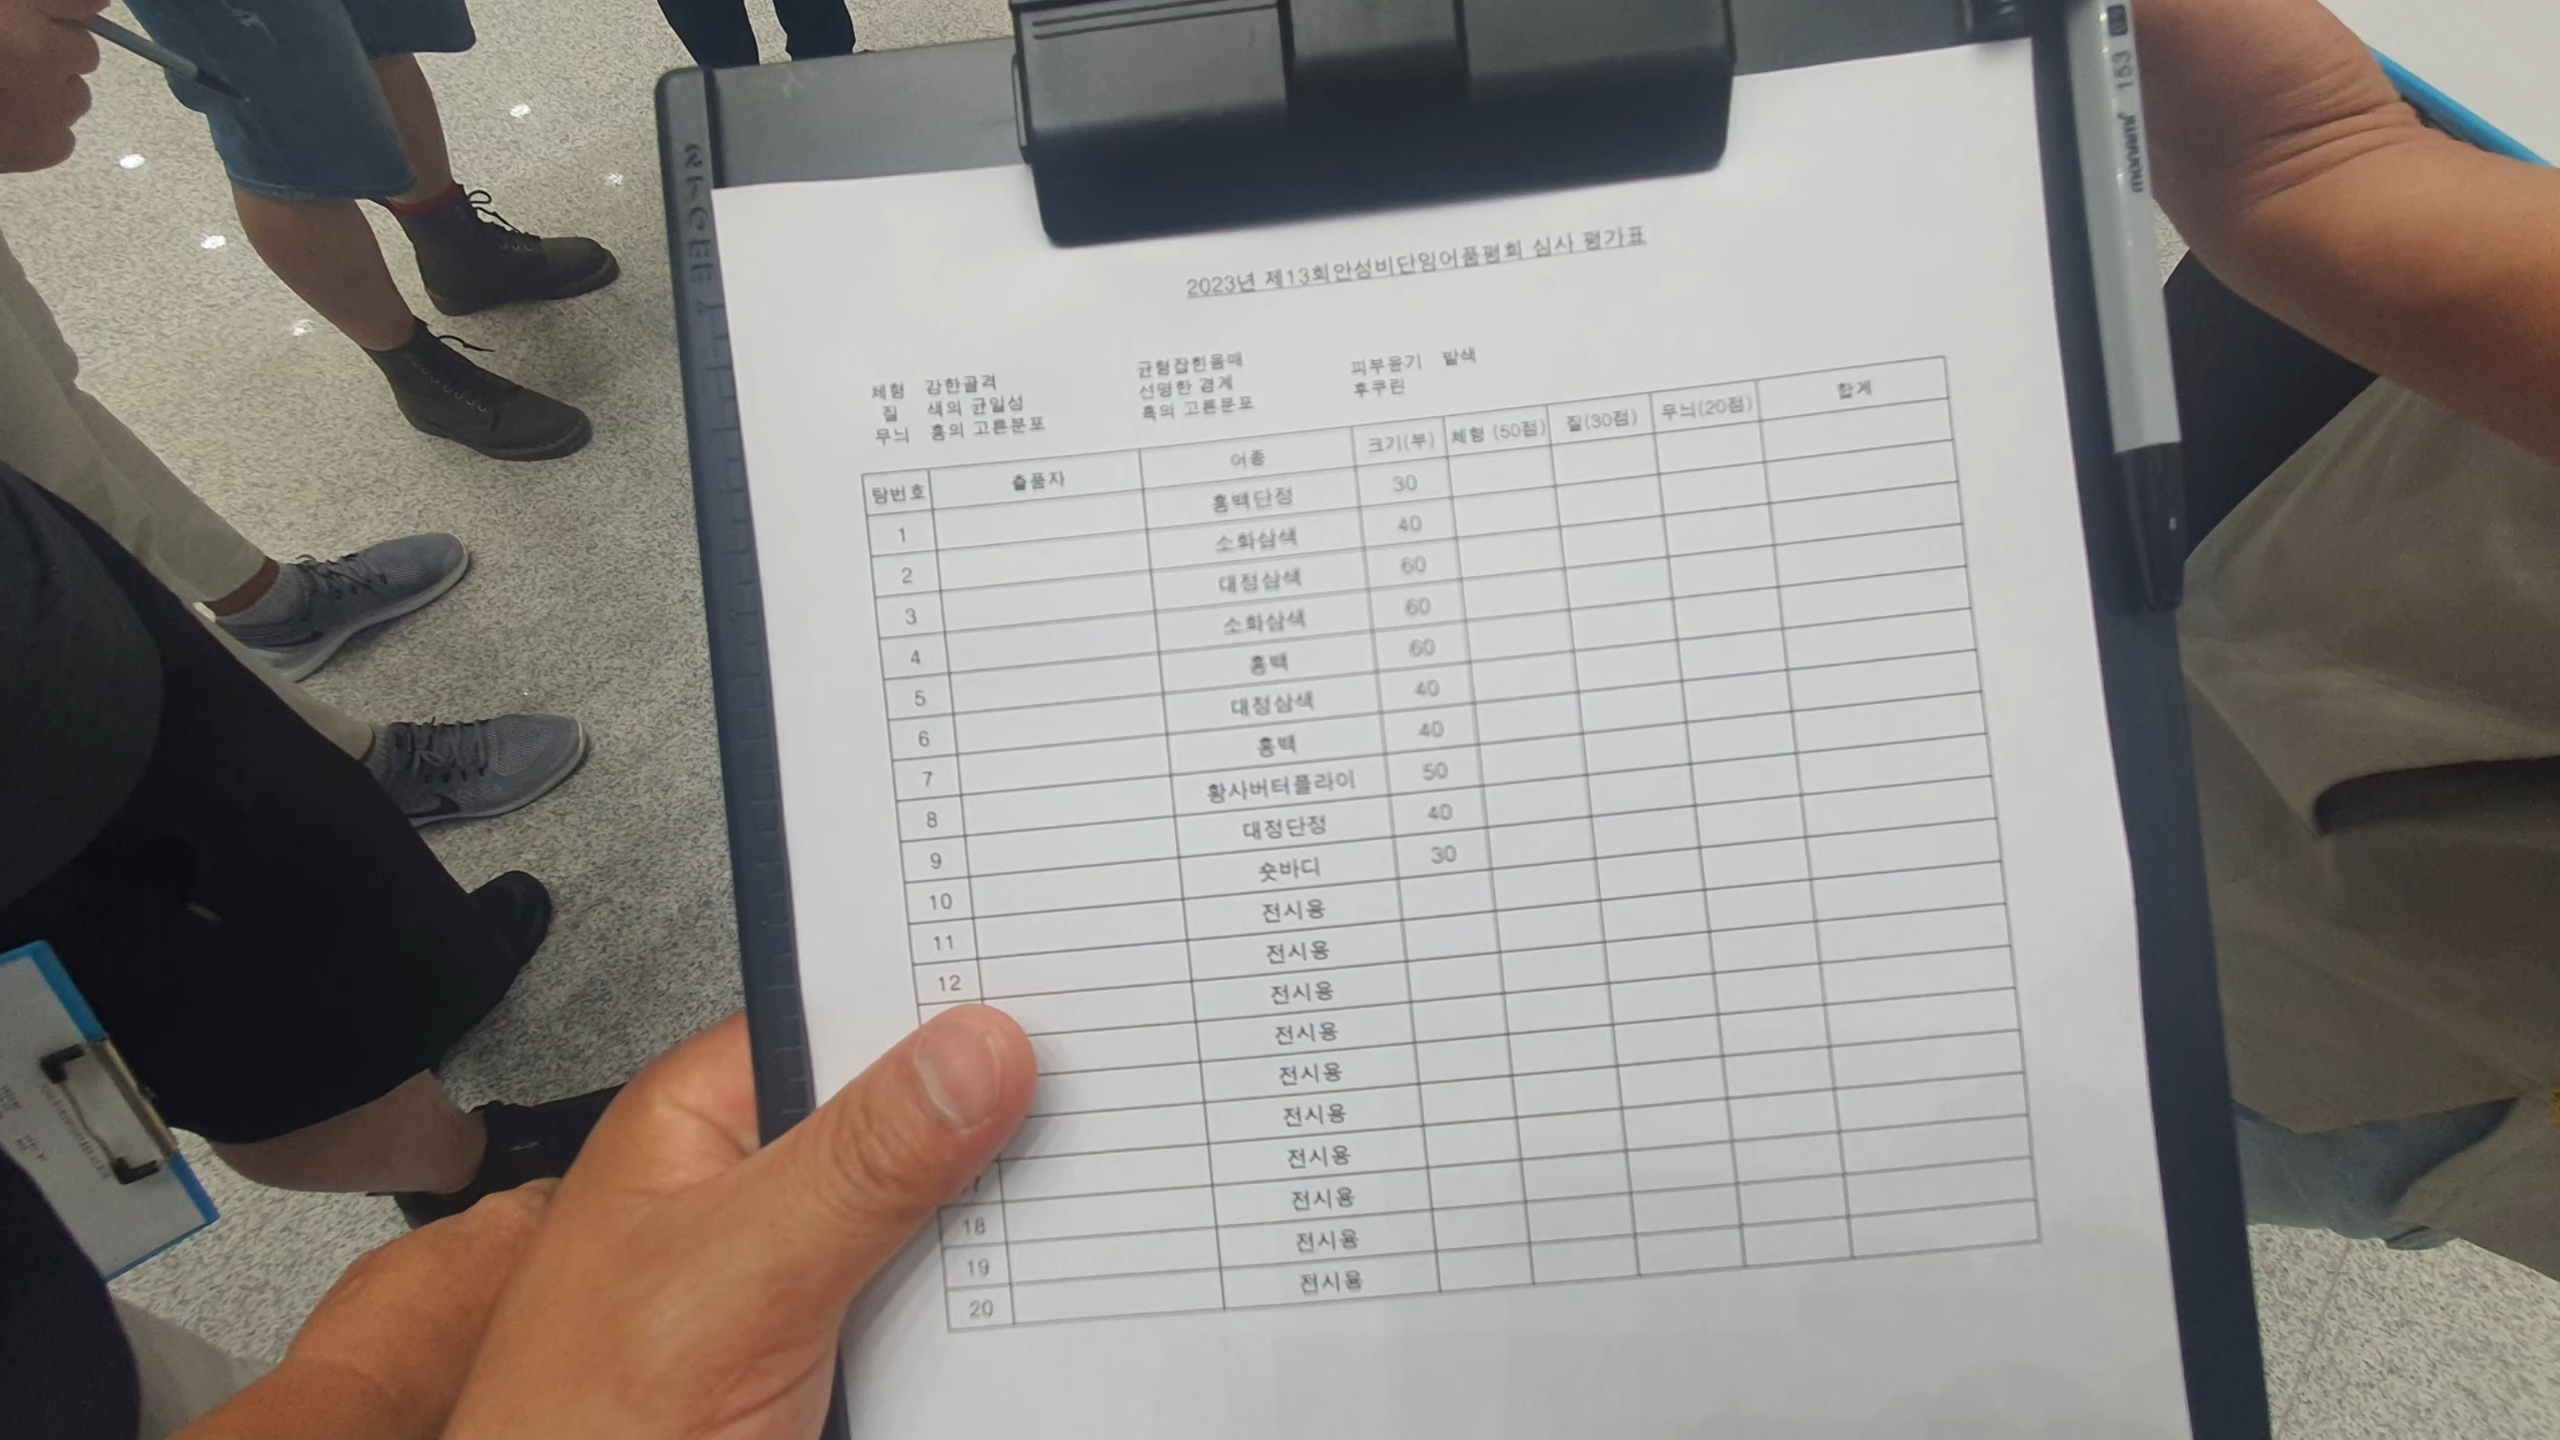 2023년 제13회안성비단잉어품평회 심사 평가표
체형 강한골격 균형잡힌몸매 피부윤기 밭색
질 색의 균일성 선명한 경계 후쿠린
무늬 홍의 고른분포 흑의 고른분포
탕번호 출품자 어종 크기(부) 체형 (50점) 질(30점) 무늬(20점) 합계
1 홍백단정 30
2 소화삼색 40
3 대정삼색 60
4 소화삼색 60
5 홍백 60
6 대정삼색 40
7 홍백 40
8 황사버터플라이 50
9 대정단정 40
10 숏바디 30
11 전시용
12 전시용
전시용
전시용
전시용
전시용
전시용
18 전시용
19 전시용
20 전시용
monami 153